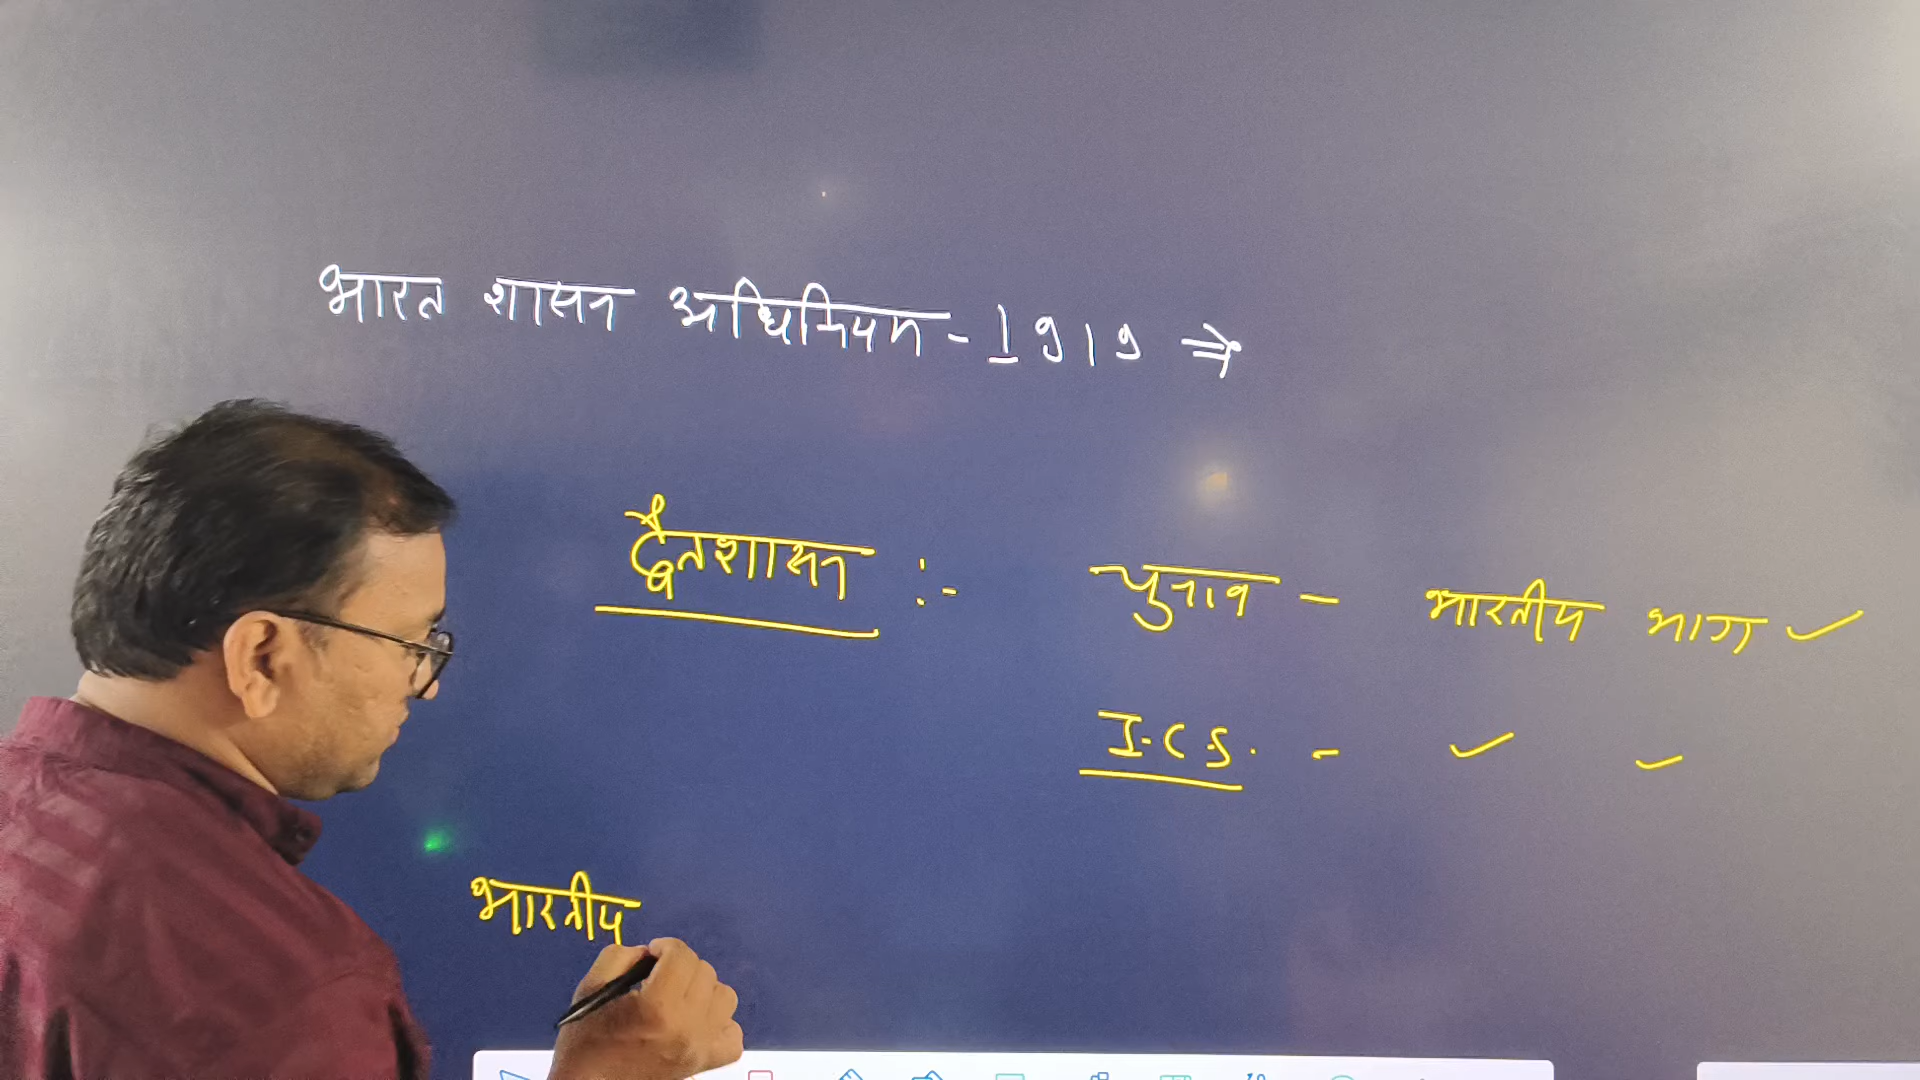 भारत शासन अधिनियम - 1919 ⇒
द्वैतशासन :- चुनाव - भारतीय भाग ✓
I.C.S. - ✓ ✓
भारतीय